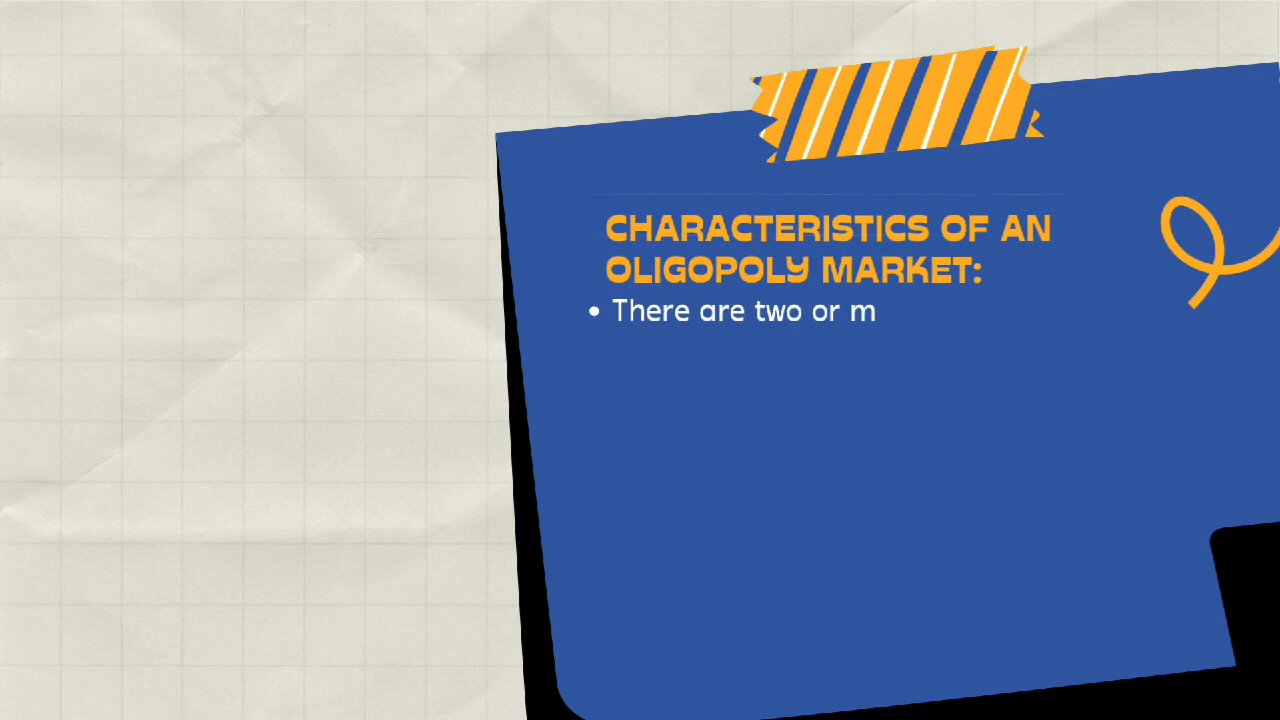 CHARACTERISTICS OF AN
OLIGOPOLY MARKET:
• There are two or m